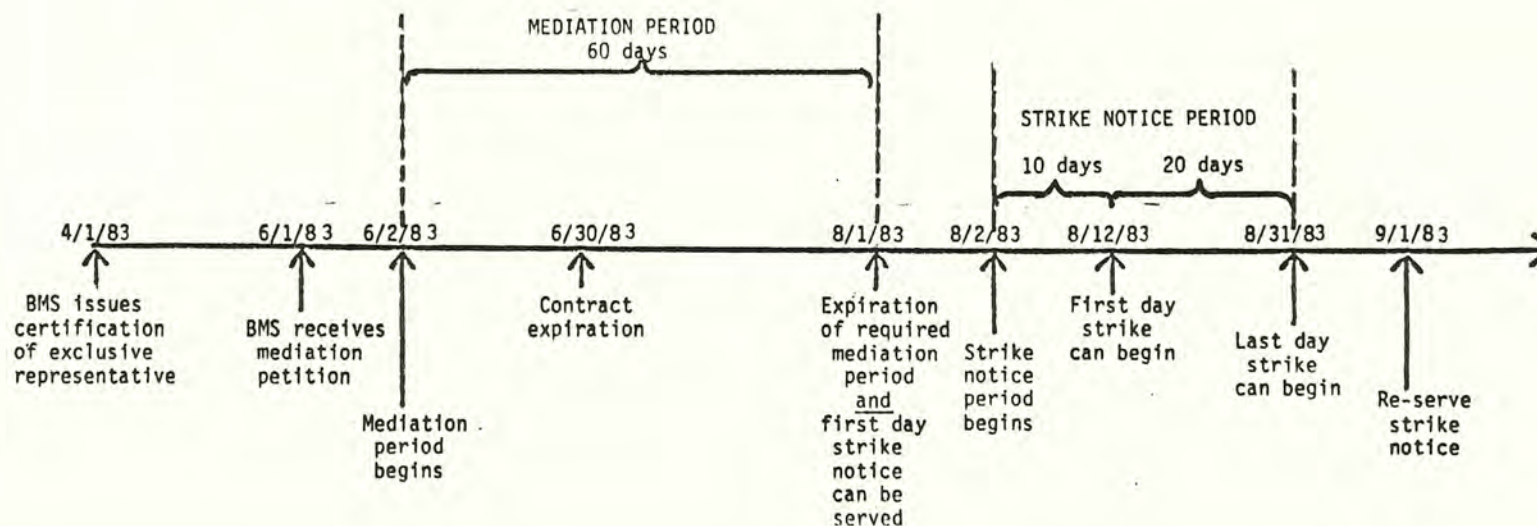 MEDIATION PERIOD
60 days
STRIKE NOTICE PERIOD
10 days
20 days
4/1/83
6/1/83
6/2/83
6/30/83
8/1/83
8/2/83
8/12/83
8/31/83
9/1/83
BMS issues
certification
of exclusive
representative
BMS receives
mediation
petition
Mediation
period
begins
Contract
expiration
Expiration
of required
mediation
period
and
first day
strike
notice
can be
served
Strike
notice
period
begins
First day
strike
can begin
Last day
strike
can begin
Re-serve
strike
notice